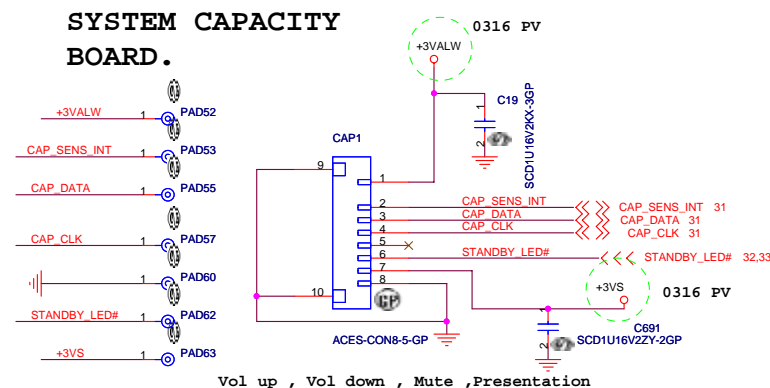 SYSTEM CAPACITY
BOARD.
0316 PV
+3VALW
C19
SCD1U16V2KX-3GP
1
2
+3VALW 1 PAD52
CAP_SENS_INT 1 PAD53
CAP_DATA 1 PAD55
CAP_CLK 1 PAD57
1 PAD60
STANDBY_LED# 1 PAD62
+3VS 1 PAD63
CAP1
9
10
1
2 CAP_SENS_INT CAP_SENS_INT 31
3 CAP_DATA CAP_DATA 31
4 CAP_CLK CAP_CLK 31
5
6 STANDBY_LED# STANDBY_LED# 32,33
7
8
GP
ACES-CON8-5-GP
+3VS
0316 PV
1
2
C691
SCD1U16V2ZY-2GP
Vol up , Vol down , Mute ,Presentation